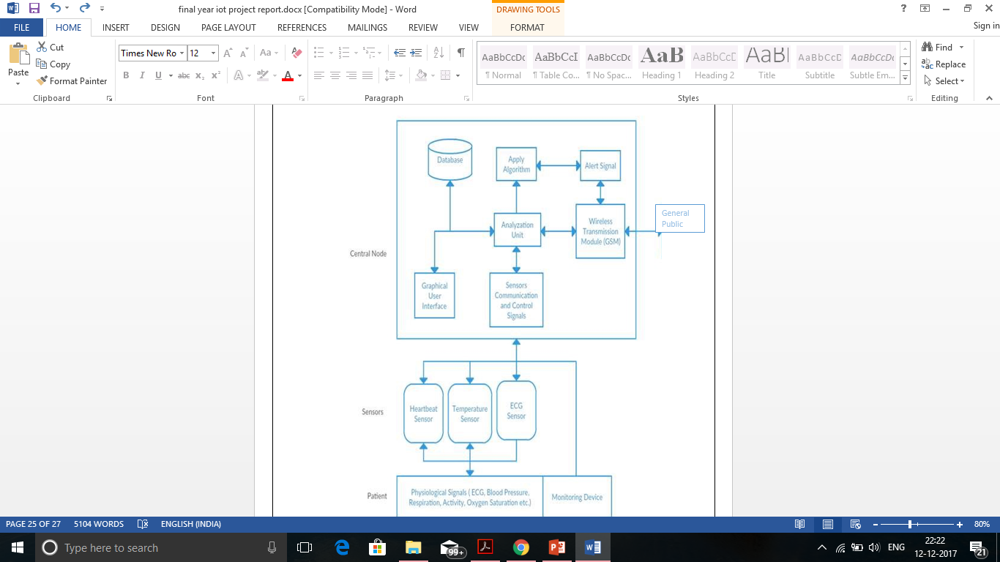 final year iot project report.docx [Compatibility Mode] - Word
DRAWING TOOLS
?
FILE
HOME
INSERT
DESIGN
PAGE LAYOUT
REFERENCES
MAILINGS
REVIEW
VIEW
FORMAT
Sign in
Paste
Cut
Copy
Format Painter
Clipboard
Times New Ro
12
Aa
B I U abc x₂ x²
A
Font
Paragraph
AaBbCcDc
¶ Normal
AaBbCcI
¶ Table Co...
AaBbCcDc
¶ No Spac...
AaB
Heading 1
AaBbCcD
Heading 2
AaBl
Title
AaBbCcD
Subtitle
AaBbCcDc
Subtle Em...
Styles
Find
Replace
Select
Editing
Database
Apply
Algorithm
Alert Signal
General
Public
Analyzation
Unit
Wireless
Transmission
Module (GSM)
Central Node
Graphical
User
Interface
Sensors
Communication
and Control
Signals
Sensors
Heartbeat
Sensor
Temperature
Sensor
ECG
Sensor
Patient
Physiological Signals ( ECG, Blood Pressure,
Respiration, Activity, Oxygen Saturation etc.)
Monitoring Device
PAGE 25 OF 27
5104 WORDS
ENGLISH (INDIA)
80%
Type here to search
99+
ENG
22:22
12-12-2017
21